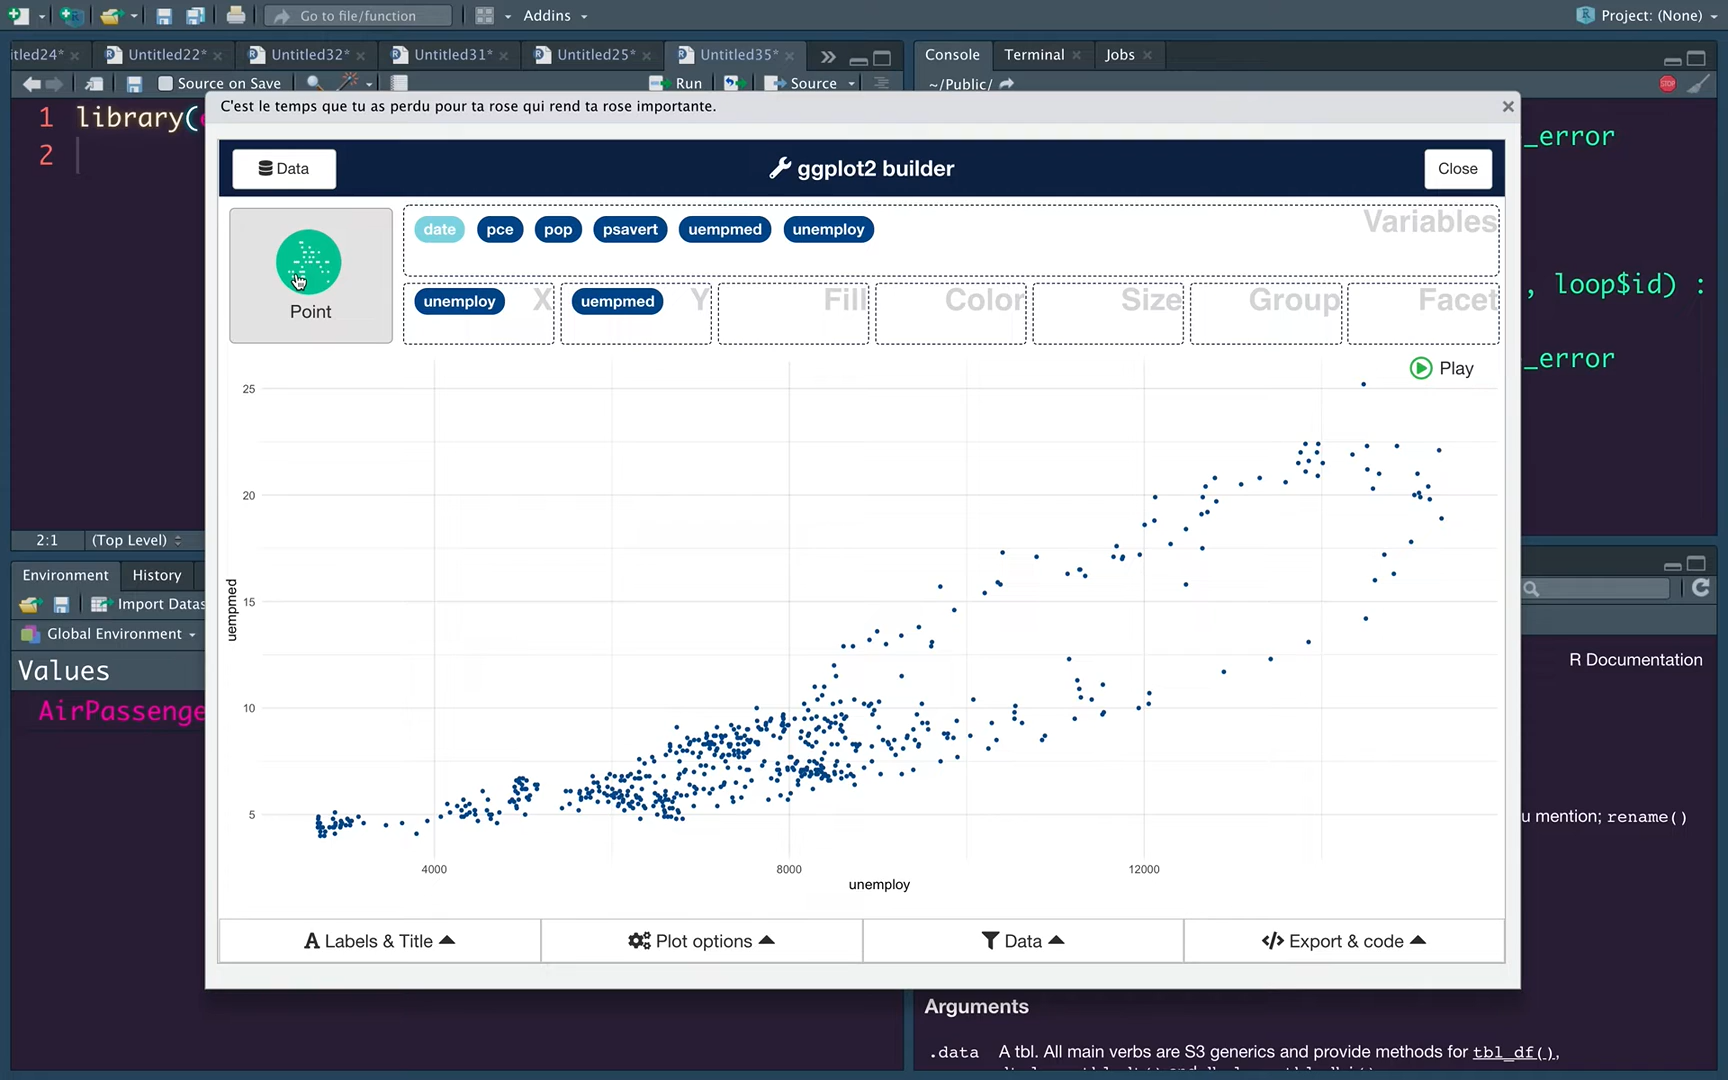 Go to file/function
Addins
Project: (None)
itled24*
Untitled22*
Untitled32*
Untitled31*
Untitled25*
Untitled35*
Console
Terminal
Jobs
Source on Save
Run
Source
~/Public/
1 library(
2
C'est le temps que tu as perdu pour ta rose qui rend ta rose importante.
_error
Data
ggplot2 builder
Close
date
pce
pop
psavert
uempmed
unemploy
Variables
Point
unemploy
X
uempmed
Y
Fill
Color
Size
Group
Facet
, loop$id) :
_error
Play
25
20
15
10
5
uempmed
4000
8000
12000
unemploy
2:1
(Top Level)
Environment
History
Import Datas
Global Environment
Values
AirPassenge
R Documentation
u mention; rename()
Labels & Title
Plot options
Data
Export & code
Arguments
.data
A tbl. All main verbs are S3 generics and provide methods for tbl_df(),